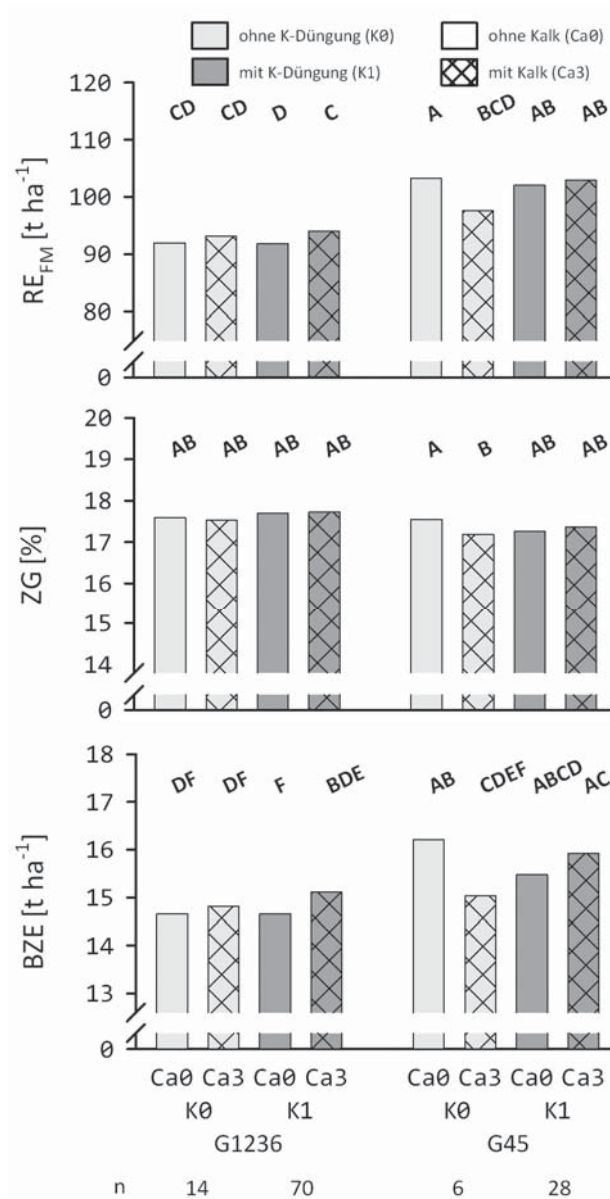 ohne K-Düngung (K0) ohne Kalk (Ca0)
mit K-Düngung (K1) mit Kalk (Ca3)
RE_FM [t ha⁻¹]
120
110
100
90
80
0
CD CD D C A BCD AB AB
ZG [%]
20
19
18
17
16
15
14
0
AB AB AB AB A B AB AB
BZE [t ha⁻¹]
18
17
16
15
14
13
0
DF DF F BDE AB CDEF ABCD AC
Ca0 Ca3 Ca0 Ca3 Ca0 Ca3 Ca0 Ca3
K0 K1 K0 K1
G1236 G45
n 14 70 6 28